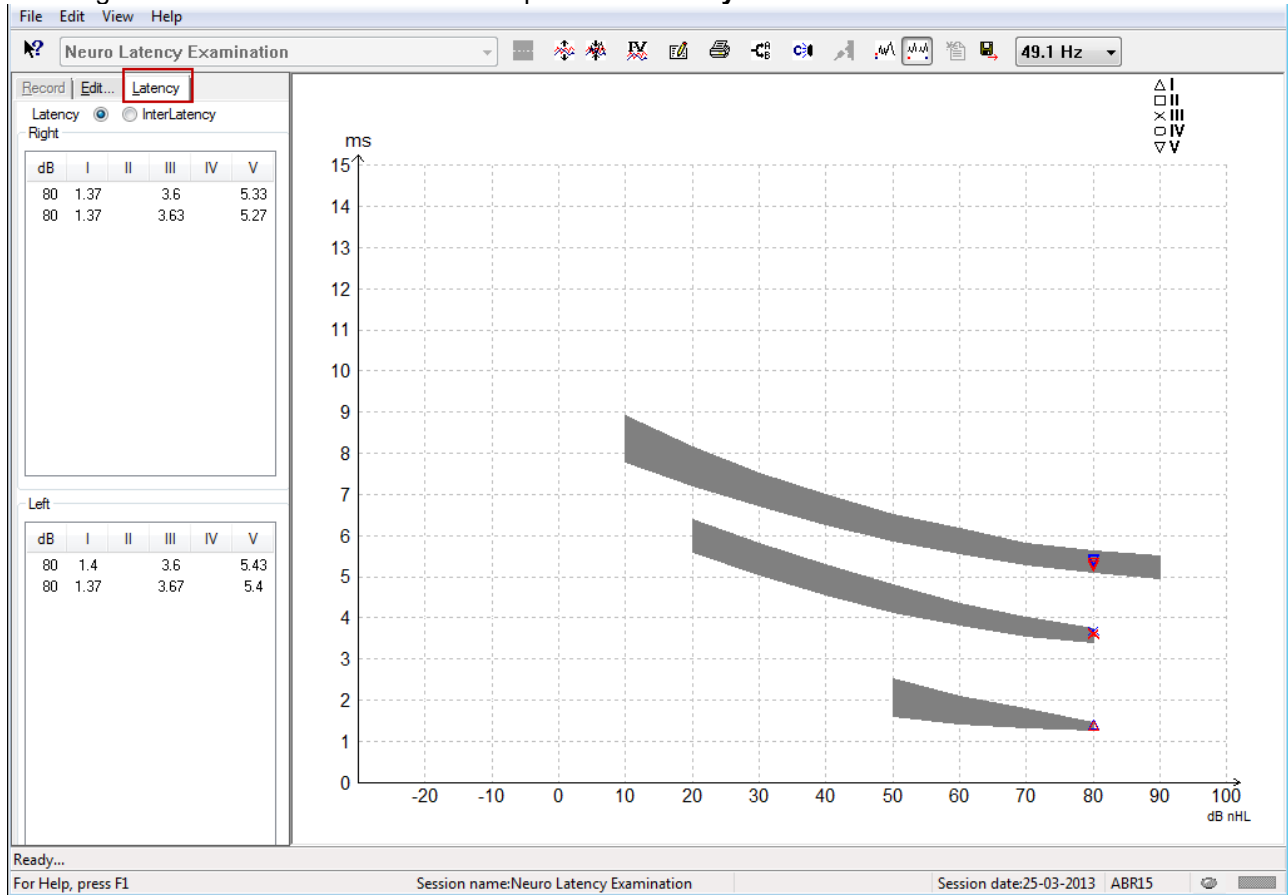 File Edit View Help
Neuro Latency Examination 49.1 Hz
Record Edit... Latency
Latency InterLatency
Right
dB I II III IV V
80 1.37 3.6 5.33
80 1.37 3.63 5.27
Left
dB I II III IV V
80 1.4 3.6 5.43
80 1.37 3.67 5.4
I
II
III
IV
V
ms
15
14
13
12
11
10
9
8
7
6
5
4
3
2
1
0
-20 -10 0 10 20 30 40 50 60 70 80 90 100
dB nHL
Ready...
For Help, press F1 Session name:Neuro Latency Examination Session date:25-03-2013 ABR15